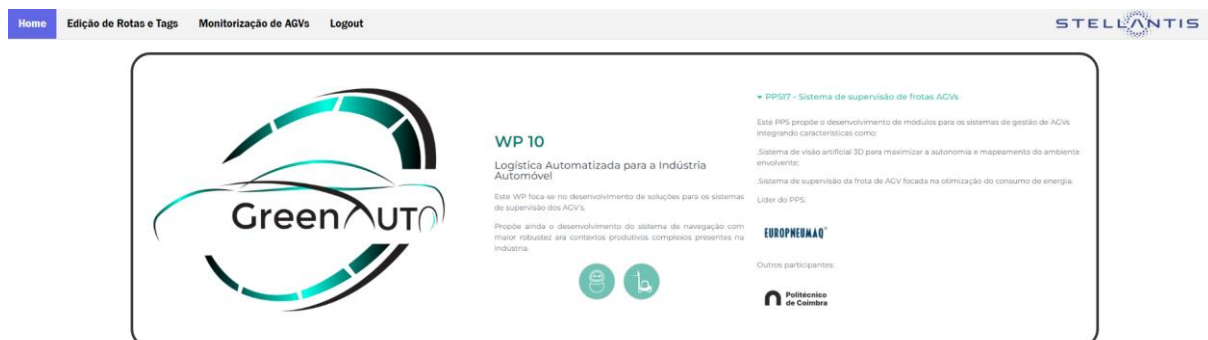 Home Edição de Rotas e Tags Monitorização de AGVs Logout
STELLANTIS
GreenAUTO
WP 10
Logística Automatizada para a Indústria
Automóvel
Este WP foca-se no desenvolvimento de soluções para os sistemas
de supervisão dos AGV's.
Propõe ainda o desenvolvimento do sistema de navegação com
maior robustez ara contextos produtivos complexos presentes na
indústria.
PPS17 - Sistema de supervisão de frotas AGVs
Este PPS propõe o desenvolvimento de módulos para os sistemas de gestão de AGVs
integrando características como:
.Sistema de visão artificial 3D para maximizar a autonomia e mapeamento do ambiente
envolvente;
.Sistema de supervisão da frota de AGV focada na otimização do consumo de energia.
Líder do PPS:
EUROPNEUMAQ®
Outros participantes:
Politécnico
de Coimbra